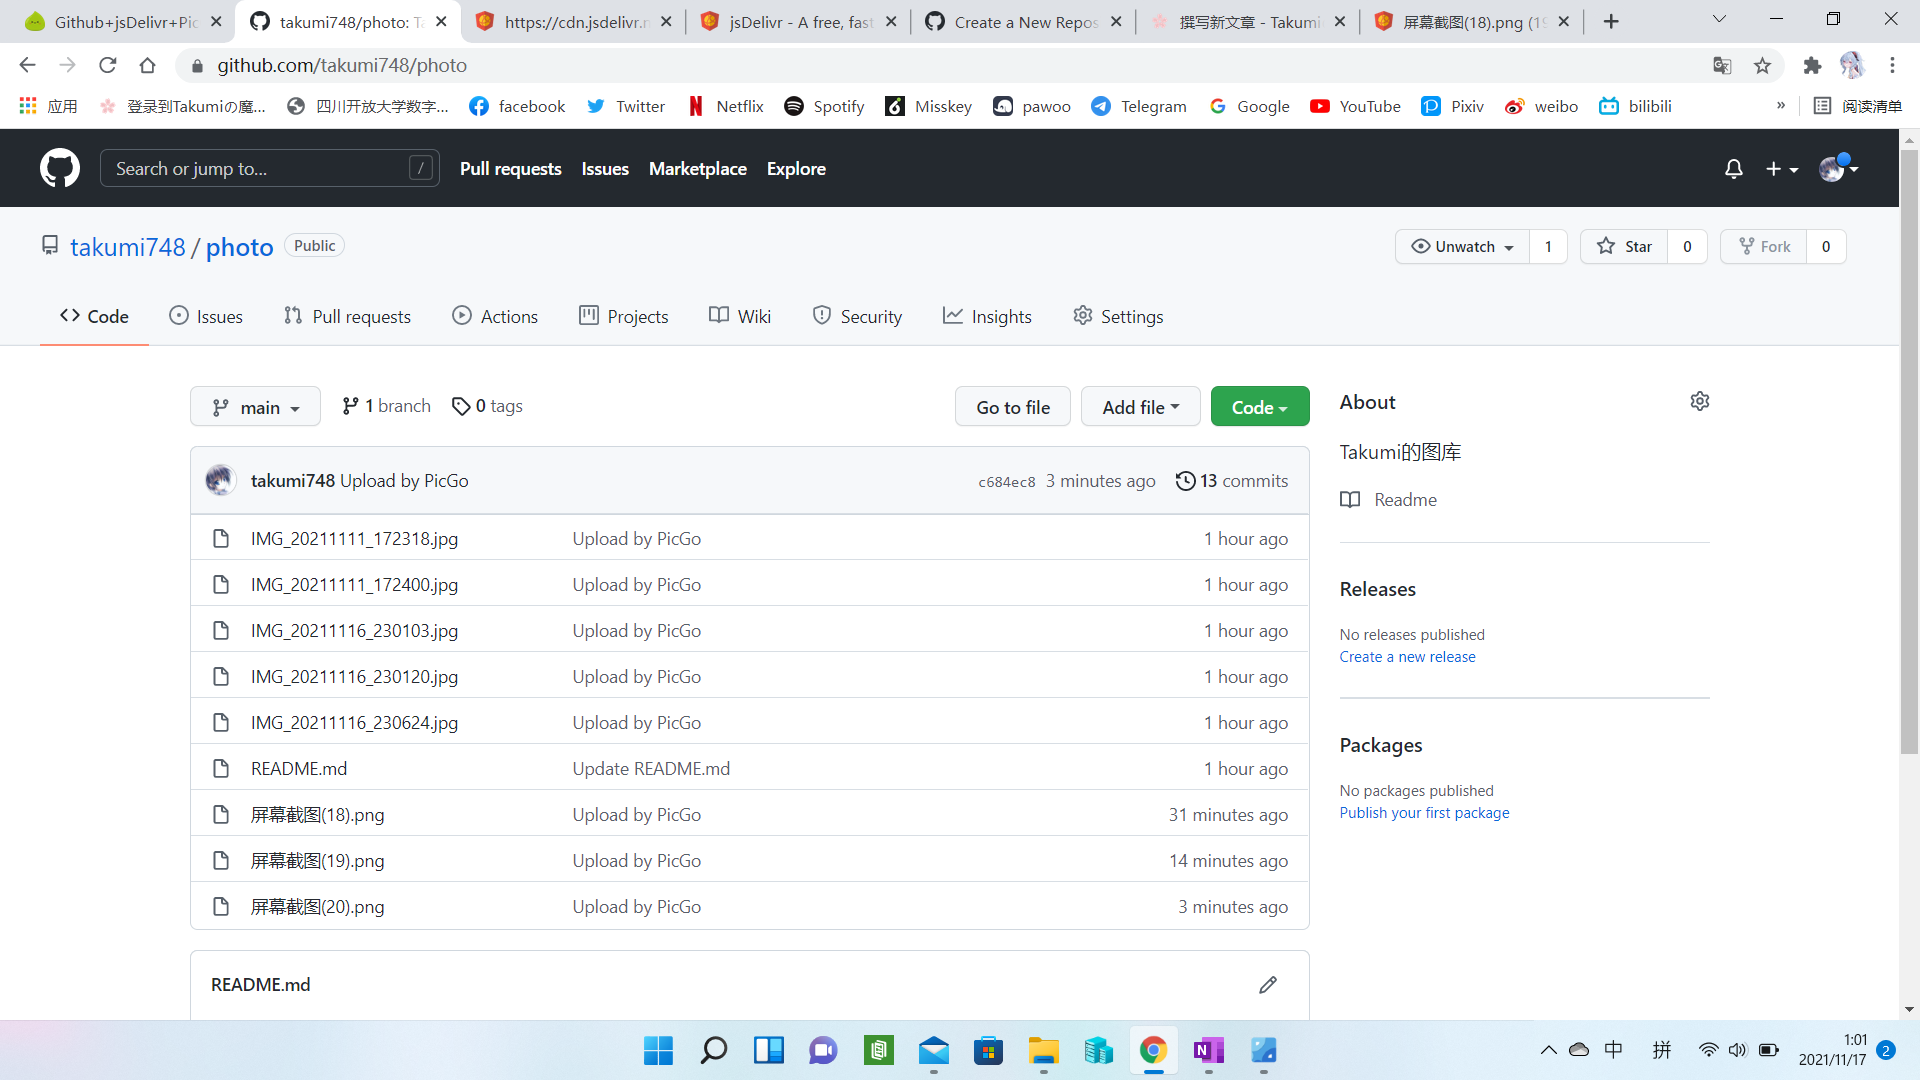 Github+jsDelivr+Pic
takumi748/photo: Ta
https://cdn.jsdelivr.n
jsDelivr - A free, fast
Create a New Repos
撰写新文章 - Takumi
屏幕截图(18).png (19
github.com/takumi748/photo
应用
登录到Takumiの魔...
四川开放大学数字...
facebook
Twitter
Netflix
Spotify
Misskey
pawoo
Telegram
Google
YouTube
Pixiv
weibo
bilibili
»
阅读清单
Search or jump to...
/
Pull requests
Issues
Marketplace
Explore
takumi748 / photo
Public
Unwatch
1
Star
0
Fork
0
Code
Issues
Pull requests
Actions
Projects
Wiki
Security
Insights
Settings
main
1 branch
0 tags
Go to file
Add file
Code
takumi748 Upload by PicGo
c684ec8 3 minutes ago
13 commits
IMG_20211111_172318.jpg Upload by PicGo 1 hour ago
IMG_20211111_172400.jpg Upload by PicGo 1 hour ago
IMG_20211116_230103.jpg Upload by PicGo 1 hour ago
IMG_20211116_230120.jpg Upload by PicGo 1 hour ago
IMG_20211116_230624.jpg Upload by PicGo 1 hour ago
README.md Update README.md 1 hour ago
屏幕截图(18).png Upload by PicGo 31 minutes ago
屏幕截图(19).png Upload by PicGo 14 minutes ago
屏幕截图(20).png Upload by PicGo 3 minutes ago
README.md
About
Takumi的图库
Readme
Releases
No releases published
Create a new release
Packages
No packages published
Publish your first package
中
拼
1:01
2021/11/17
2